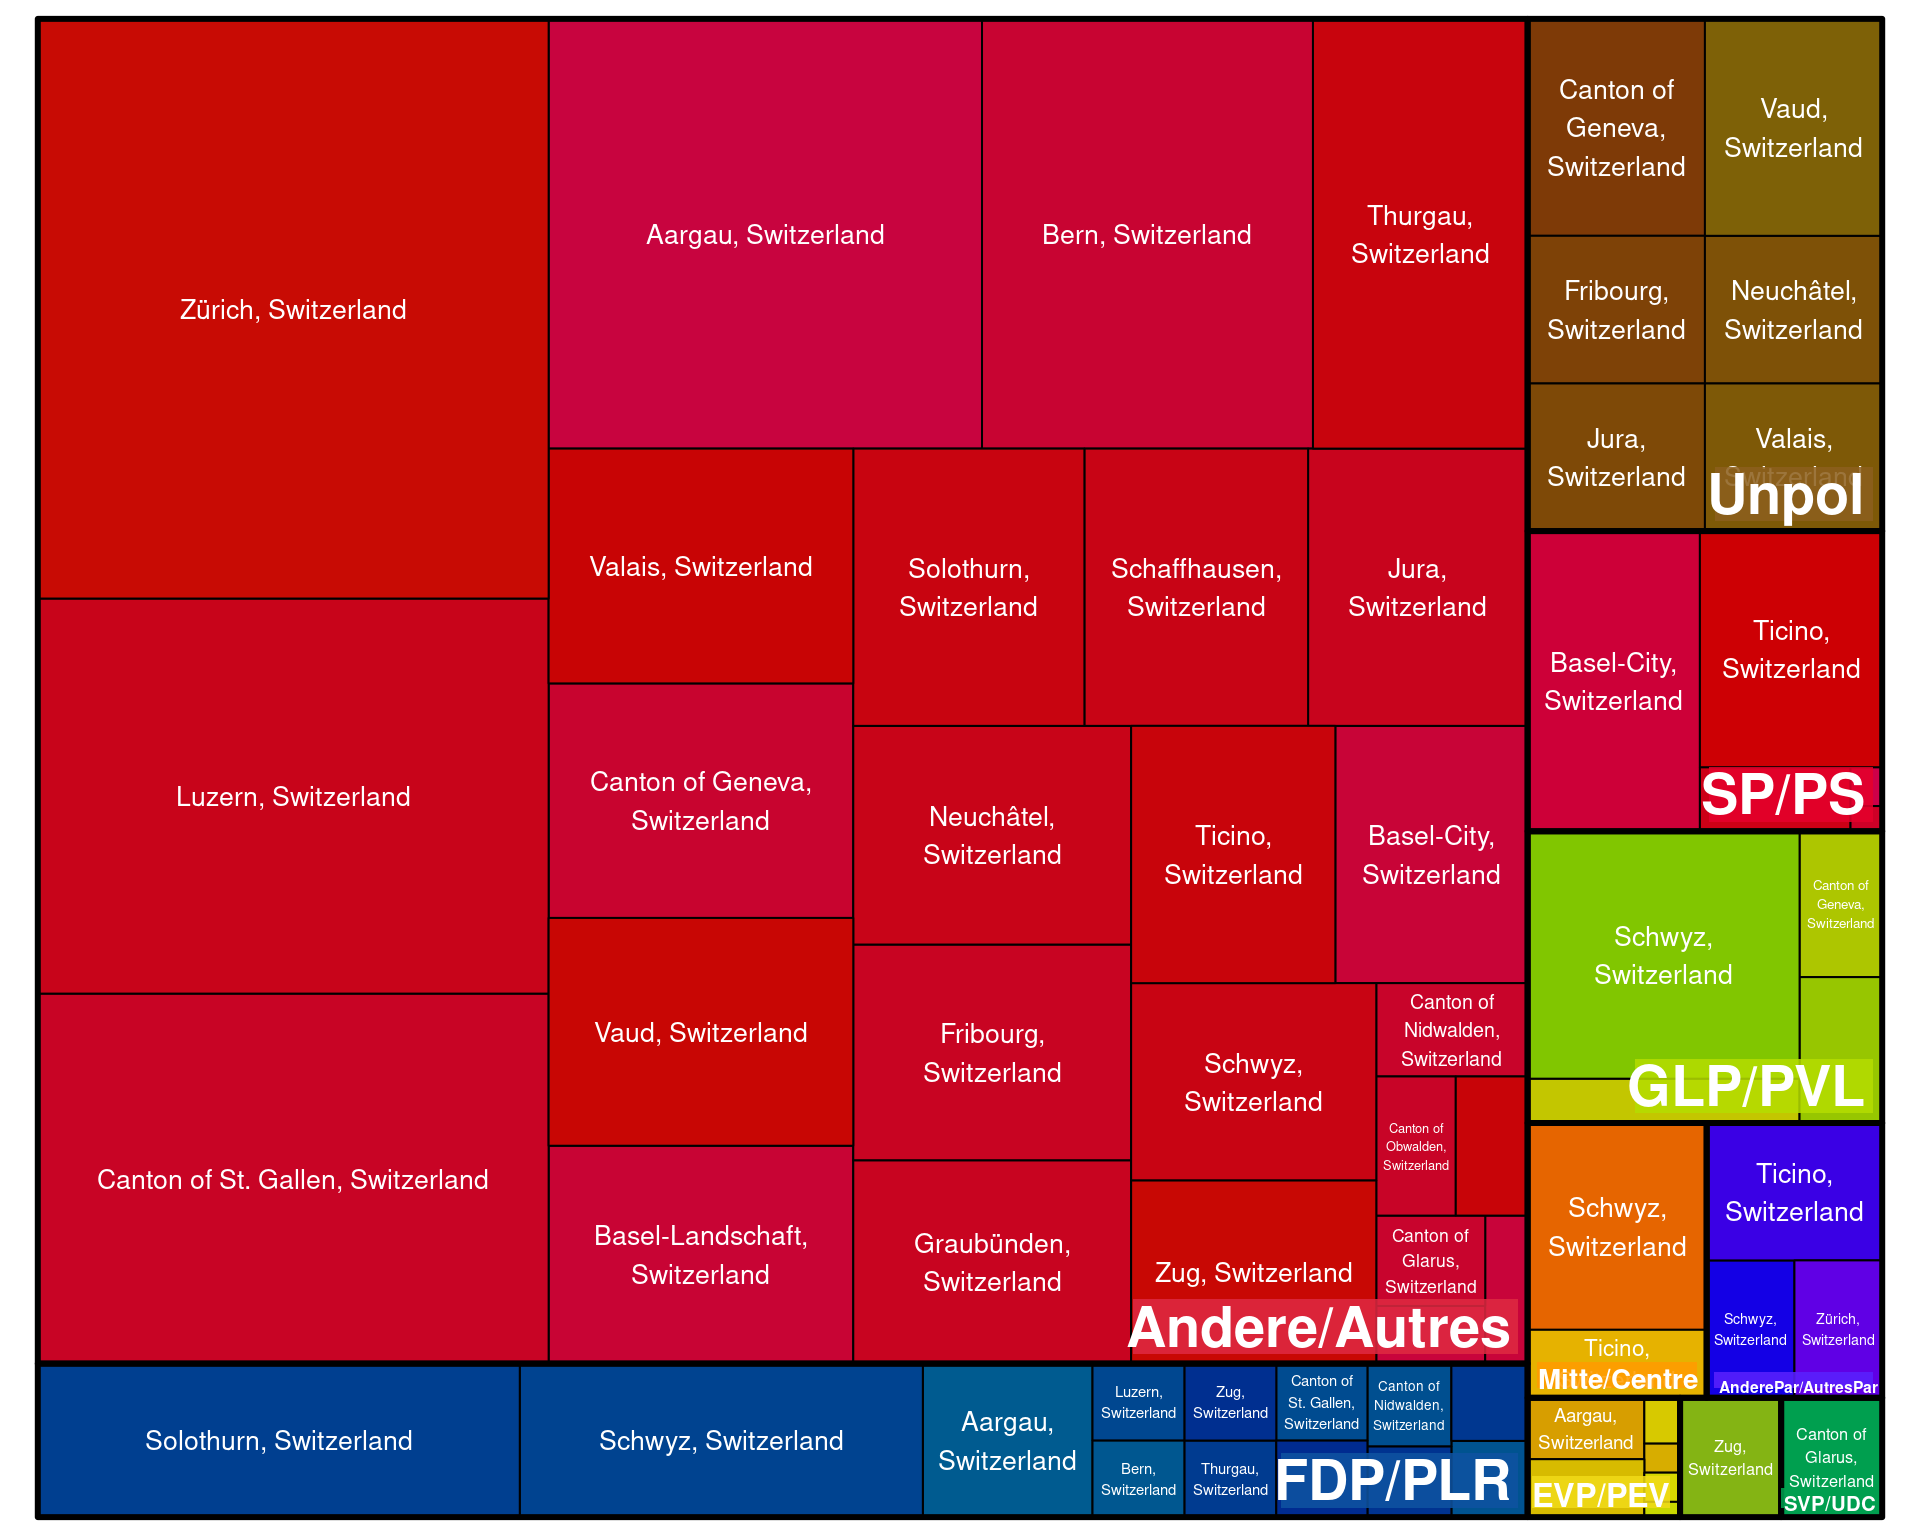 Zürich, Switzerland
Luzern, Switzerland
Canton of St. Gallen, Switzerland
Aargau, Switzerland
Bern, Switzerland
Thurgau,
Switzerland
Valais, Switzerland
Canton of Geneva,
Switzerland
Vaud, Switzerland
Basel-Landschaft,
Switzerland
Solothurn,
Switzerland
Schaffhausen,
Switzerland
Jura,
Switzerland
Neuchâtel,
Switzerland
Fribourg,
Switzerland
Graubünden,
Switzerland
Ticino,
Switzerland
Basel-City,
Switzerland
Schwyz,
Switzerland
Zug, Switzerland
Canton of
Nidwalden,
Switzerland
Canton of
Obwalden,
Switzerland
Canton of
Glarus,
Switzerland
Andere/Autres
Solothurn, Switzerland
Schwyz, Switzerland
Aargau,
Switzerland
Luzern,
Switzerland
Bern,
Switzerland
Zug,
Switzerland
Thurgau,
Switzerland
Canton of
St. Gallen,
Switzerland
Canton of
Nidwalden,
Switzerland
FDP/PLR
Canton of
Geneva,
Switzerland
Vaud,
Switzerland
Fribourg,
Switzerland
Neuchâtel,
Switzerland
Jura,
Switzerland
Valais,
Switzerland
Unpol
Basel-City,
Switzerland
Ticino,
Switzerland
SP/PS
Schwyz,
Switzerland
Canton of
Geneva,
Switzerland
GLP/PVL
Schwyz,
Switzerland
Ticino,
Mitte/Centre
Ticino,
Switzerland
Schwyz,
Switzerland
Zürich,
Switzerland
AnderePar/AutresPar
Aargau,
Switzerland
EVP/PEV
Zug,
Switzerland
Canton of
Glarus,
Switzerland
SVP/UDC